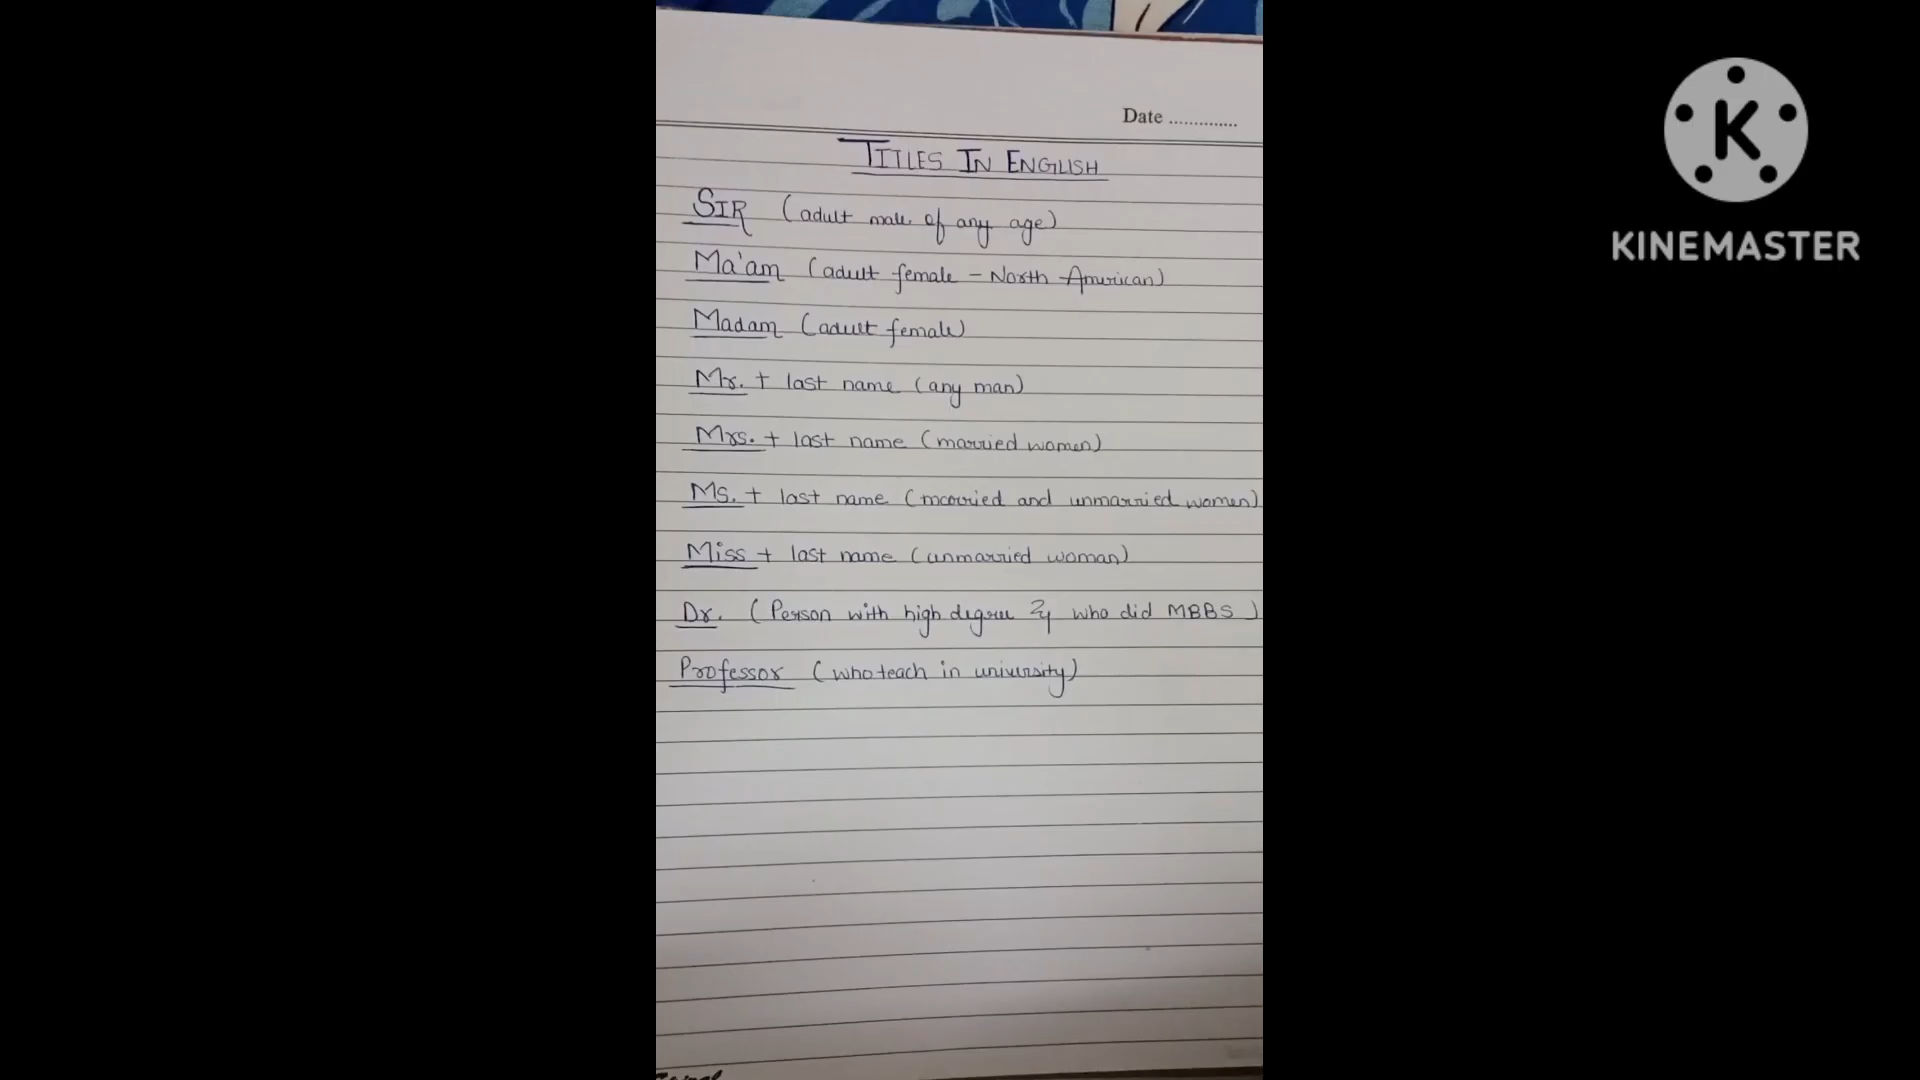 Date ..............
TITLES IN ENGLISH
SIR (adult male of any age)
Ma'am (adult female - North American)
Madam (adult female)
Mr. + last name (any man)
Mrs. + last name (married women)
Ms. + last name (married and unmarried women)
Miss + last name (unmarried woman)
Dr. (Person with high degree & who did MBBS)
Professor (who teach in university)
K
KINEMASTER